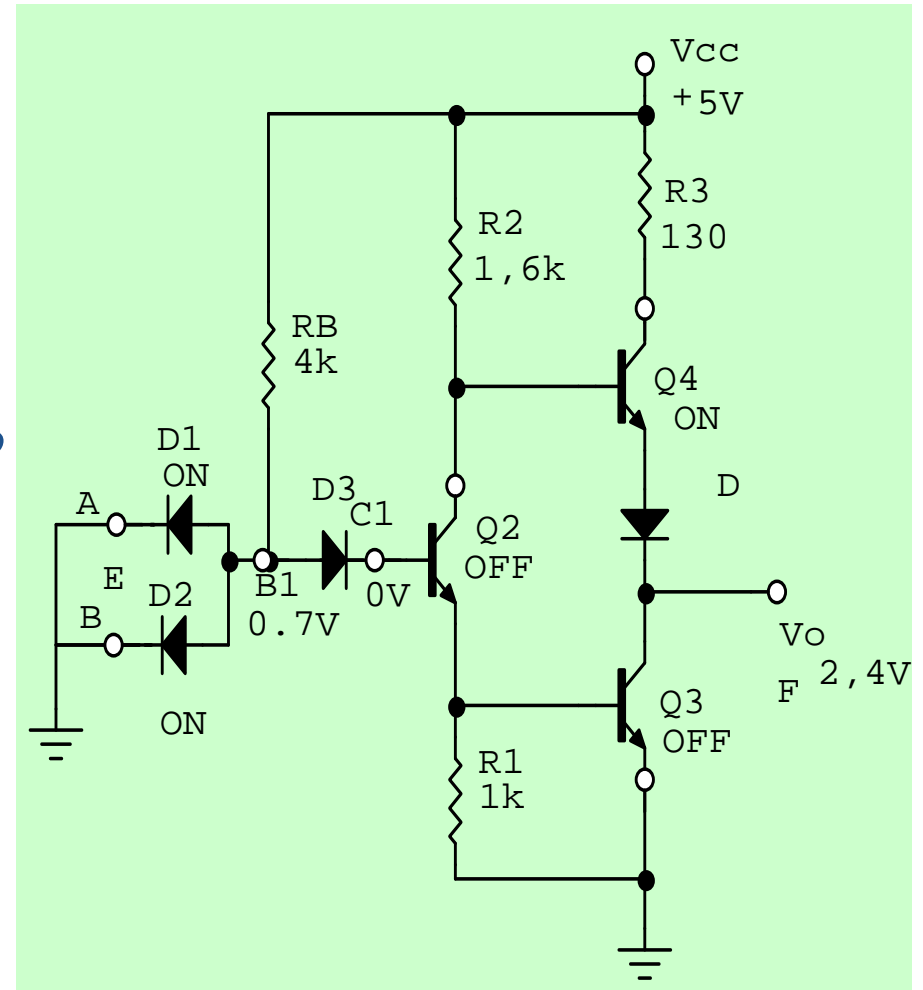 Vcc
+5V
R3
130
R2
1,6k
RB
4k
Q4
ON
D1
ON
D
D3
C1
A
Q2
OFF
E
D2
B1
0V
B
0.7V
Vo
F 2,4V
Q3
OFF
ON
R1
1k